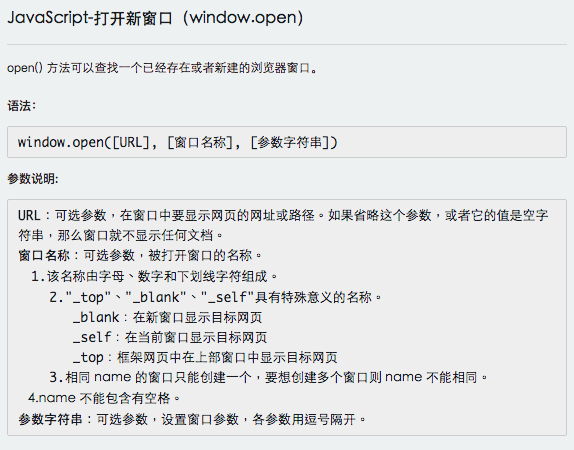 JavaScript-打开新窗口（window.open）
open() 方法可以查找一个已经存在或者新建的浏览器窗口。
语法：
window.open([URL], [窗口名称], [参数字符串])
参数说明:
URL：可选参数，在窗口中要显示网页的网址或路径。如果省略这个参数，或者它的值是空字
符串，那么窗口就不显示任何文档。
窗口名称：可选参数，被打开窗口的名称。
1.该名称由字母、数字和下划线字符组成。
2."_top"、"_blank"、"_self"具有特殊意义的名称。
_blank：在新窗口显示目标网页
_self：在当前窗口显示目标网页
_top：框架网页中在上部窗口中显示目标网页
3.相同 name 的窗口只能创建一个，要想创建多个窗口则 name 不能相同。
4.name 不能包含有空格。
参数字符串：可选参数，设置窗口参数，各参数用逗号隔开。